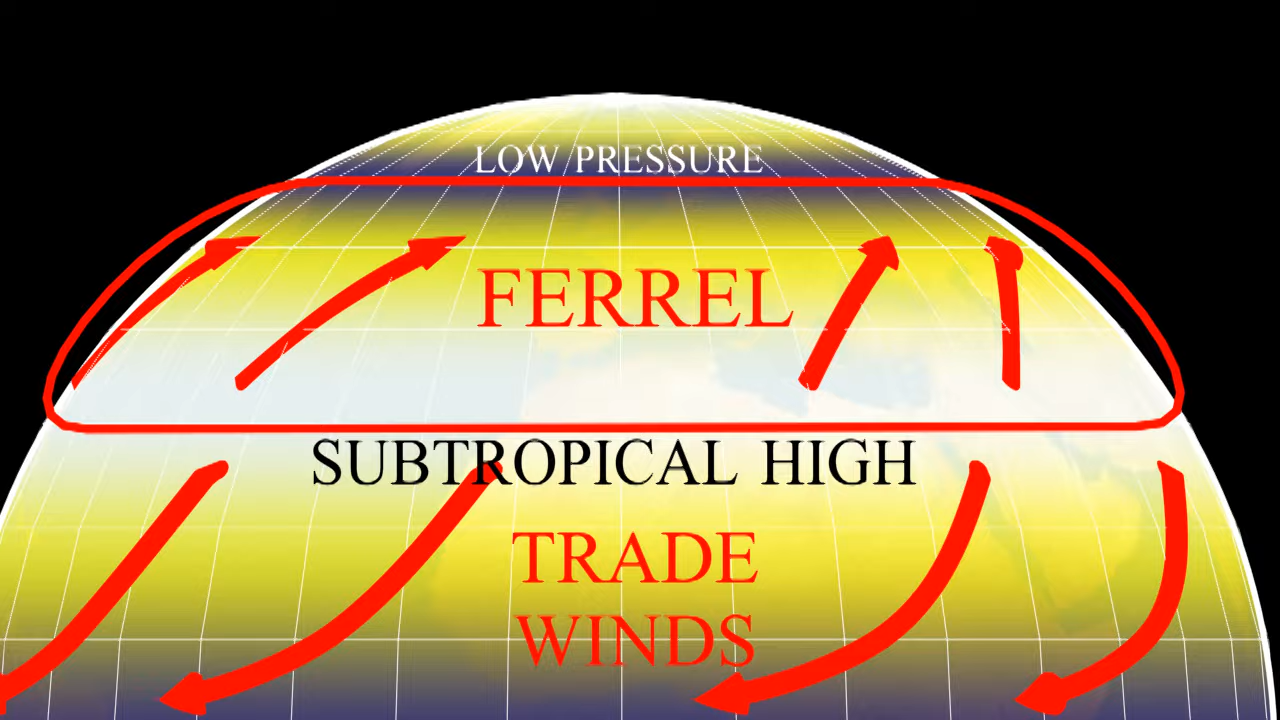 LOW PRESSURE
FERREL
SUBTROPICAL HIGH
TRADE
WINDS